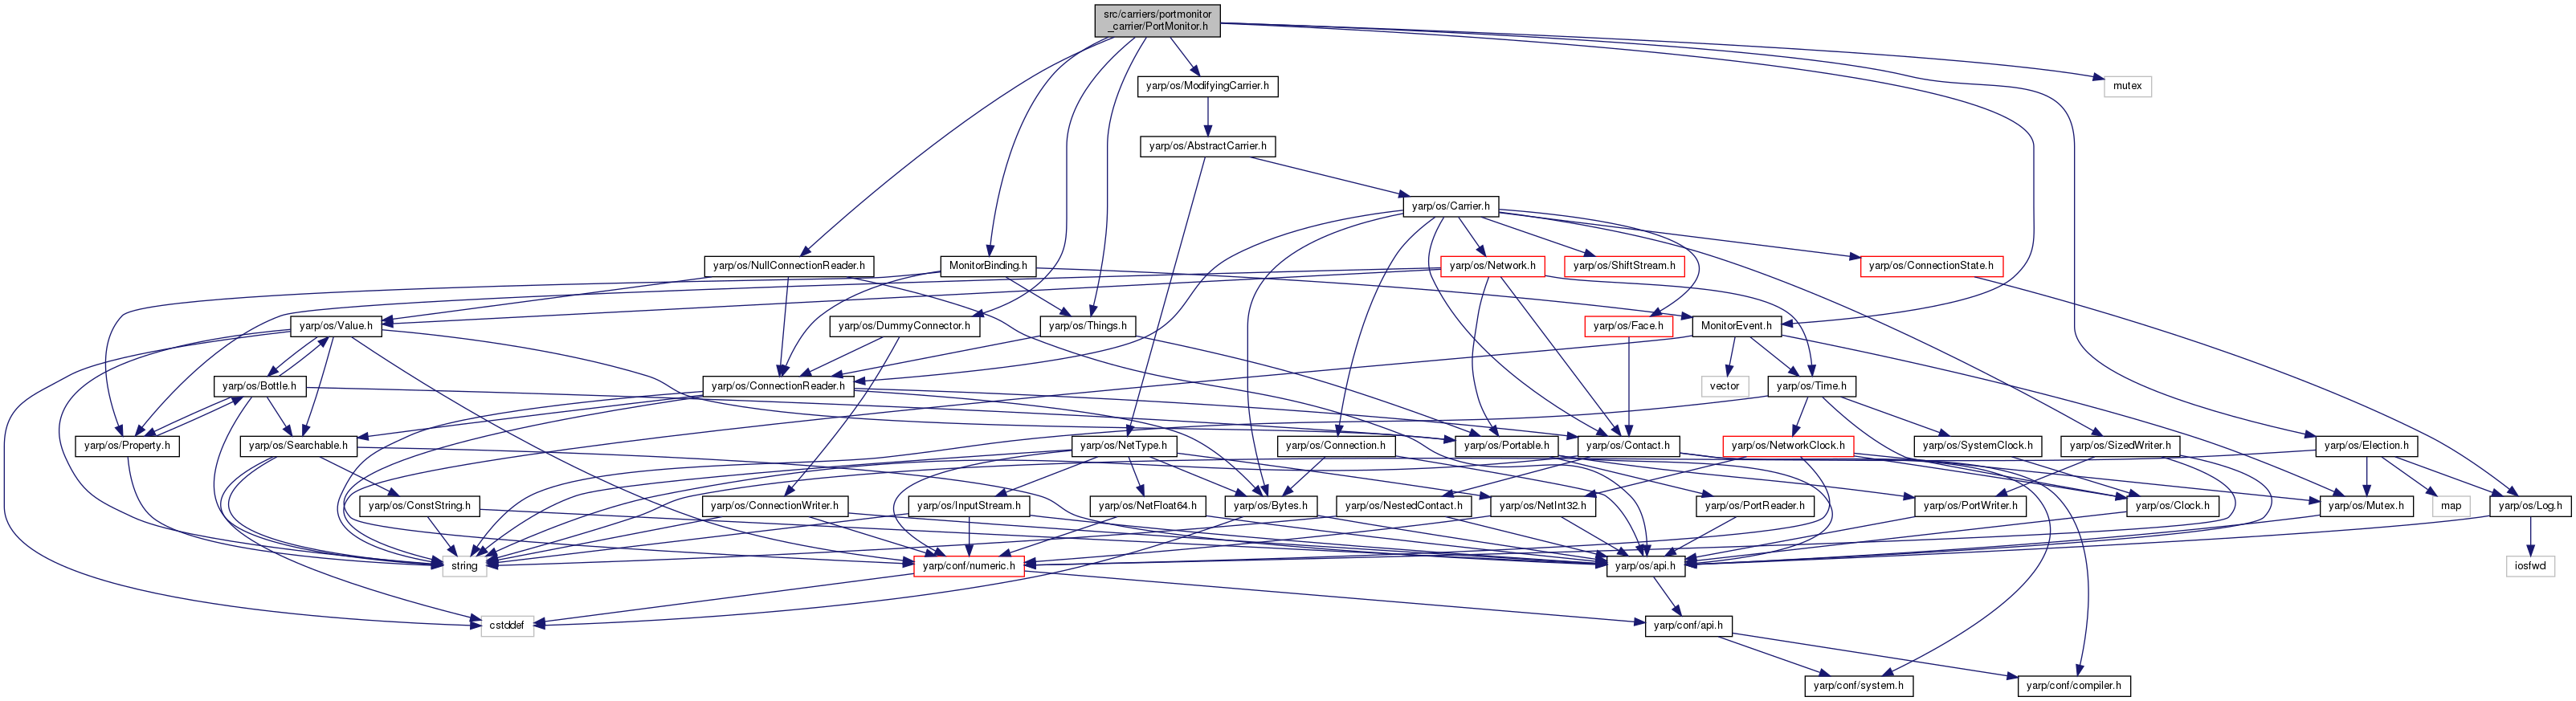 src/carriers/portmonitor
_carrier/PortMonitor.h
yarp/os/ModifyingCarrier.h
mutex
yarp/os/AbstractCarrier.h
yarp/os/Carrier.h
yarp/os/NullConnectionReader.h
MonitorBinding.h
yarp/os/Network.h
yarp/os/ShiftStream.h
yarp/os/ConnectionState.h
yarp/os/Value.h
yarp/os/DummyConnector.h
yarp/os/Things.h
yarp/os/Face.h
MonitorEvent.h
yarp/os/Bottle.h
yarp/os/ConnectionReader.h
vector
yarp/os/Time.h
yarp/os/Property.h
yarp/os/Searchable.h
yarp/os/NetType.h
yarp/os/Connection.h
yarp/os/Portable.h
yarp/os/Contact.h
yarp/os/NetworkClock.h
yarp/os/SystemClock.h
yarp/os/SizedWriter.h
yarp/os/Election.h
yarp/os/ConstString.h
yarp/os/ConnectionWriter.h
yarp/os/InputStream.h
yarp/os/NetFloat64.h
yarp/os/Bytes.h
yarp/os/NestedContact.h
yarp/os/NetInt32.h
yarp/os/PortReader.h
yarp/os/PortWriter.h
yarp/os/Clock.h
yarp/os/Mutex.h
map
yarp/os/Log.h
string
yarp/conf/numeric.h
yarp/os/api.h
iosfwd
cstddef
yarp/conf/api.h
yarp/conf/system.h
yarp/conf/compiler.h